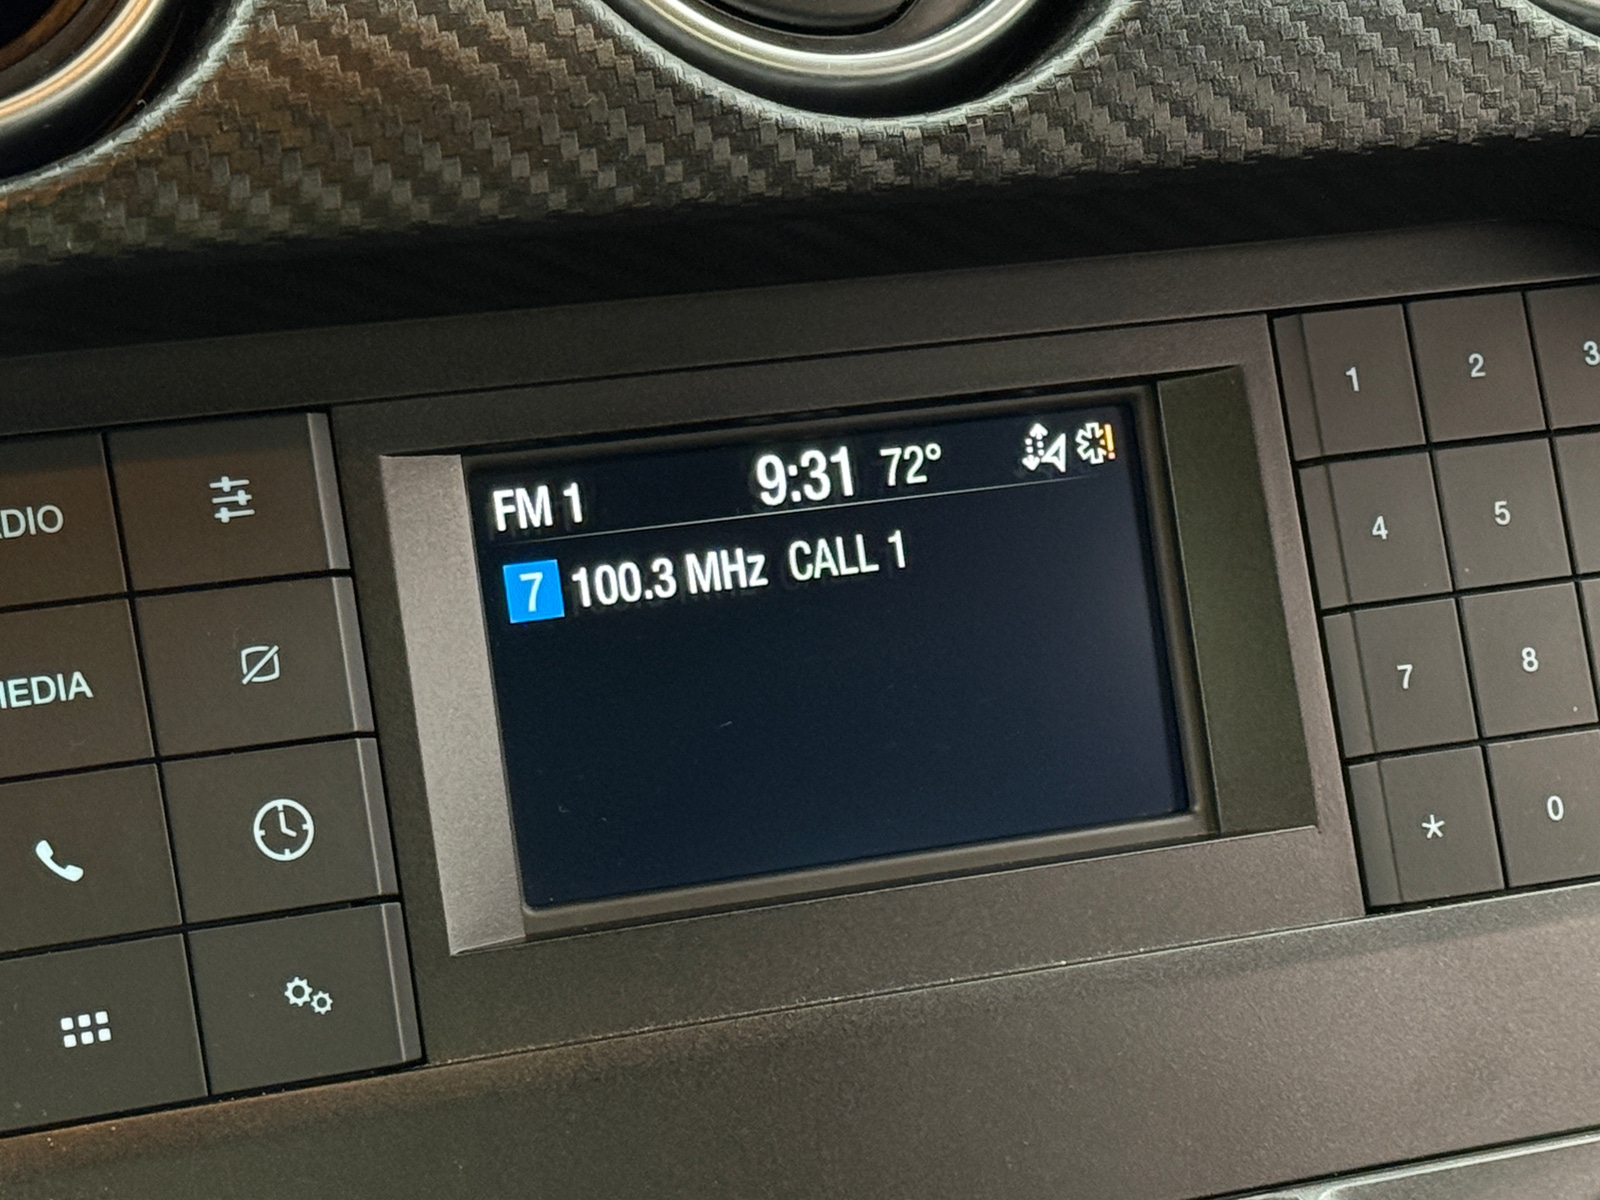 FM 1 9:31 72°
7 100.3 MHz CALL 1
1 2 3
4 5
7 8
* 0
DIO
MEDIA